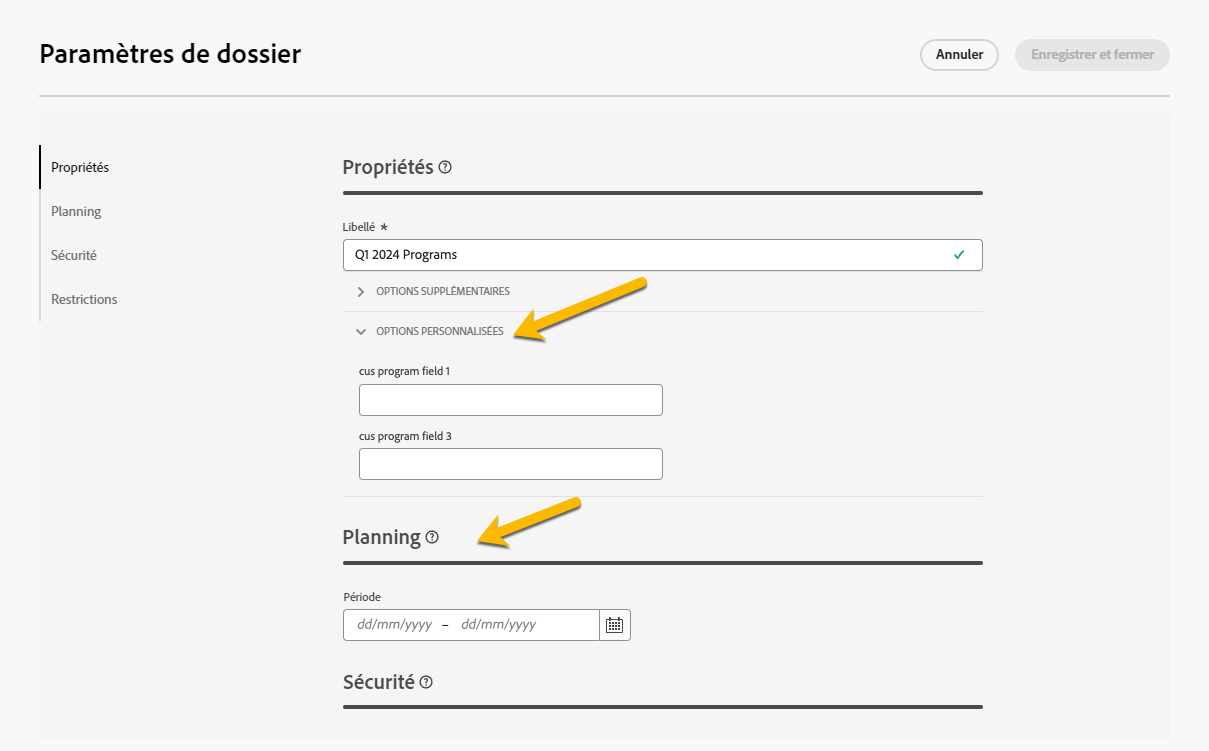 Paramètres de dossier
Annuler
Enregistrer et fermer
Propriétés
Planning
Sécurité
Restrictions
Propriétés
Libellé *
Q1 2024 Programs
OPTIONS SUPPLÉMENTAIRES
OPTIONS PERSONNALISÉES
cus program field 1
cus program field 3
Planning
Période
dd/mm/yyyy – dd/mm/yyyy
Sécurité